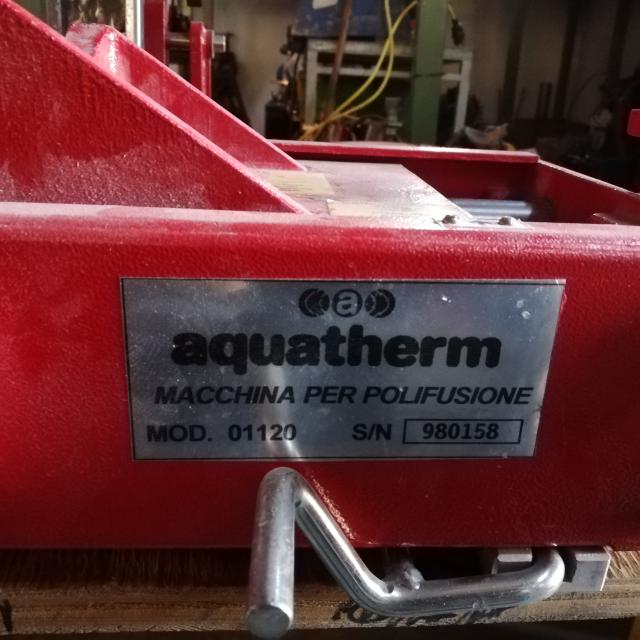 a
aquatherm
MACCHINA PER POLIFUSIONE
MOD. 01120 S/N 980158